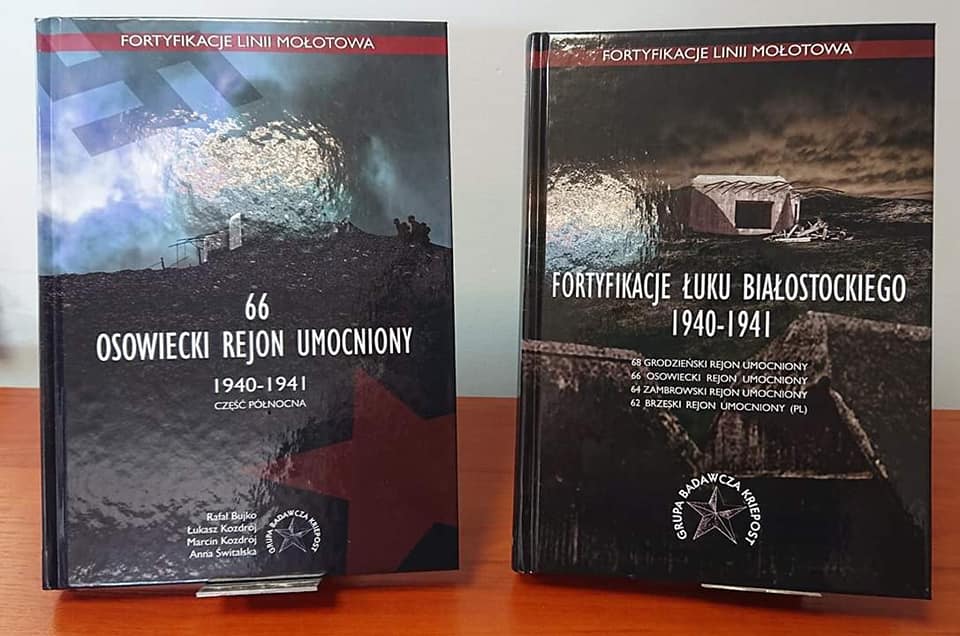 FORTYFIKACJE LINII MOŁOTOWA
66
OSOWIECKI REJON UMOCNIONY
1940-1941
CZĘŚĆ PÓŁNOCNA
Rafał Bujko
Łukasz Kozdrój
Marcin Kozdrój
Anna Świtalska
GRUPA BADAWCZA KRIEPOST
FORTYFIKACJE LINII MOŁOTOWA
FORTYFIKACJE ŁUKU BIAŁOSTOCKIEGO
1940-1941
68 GRODZIEŃSKI REJON UMOCNIONY
66 OSOWIECKI REJON UMOCNIONY
64 ZAMBROWSKI REJON UMOCNIONY
62 BRZESKI REJON UMOCNIONY (PL)
GRUPA BADAWCZA KRIEPOST